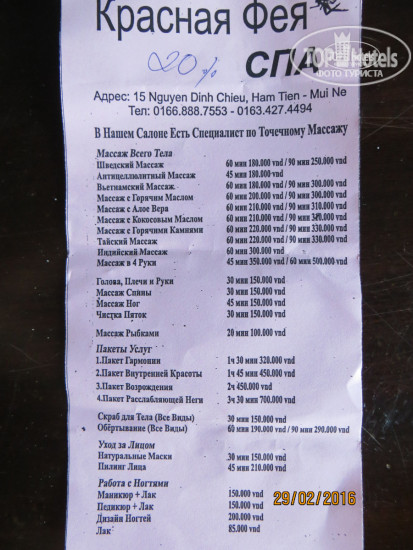 Красная Фея
20%
СПА
TOP Hotels
ФОТО ТУРИСТА
Адрес: 15 Nguyen Dinh Chieu, Ham Tien - Mui Ne
Тел: 0166.888.7553 - 0163.427.4494
В Нашем Салоне Есть Специалист по Точечному Массажу
Массаж Всего Тела
Шведский Массаж 60 мин 180.000 vnd / 90 мин 250.000 vnd
Антицеллюлитный Массаж 45 мин 180.000 vnd
Вьетнамский Массаж 60 мин 180.000 vnd / 90 мин 300.000 vnd
Массаж с Горячим Маслом 60 мин 200.000 vnd / 90 мин 300.000 vnd
Массаж с Алое Вера 60 мин 210.000 vnd / 90 мин 310.000 vnd
Массаж с Кокосовым Маслом 60 мин 210.000 vnd / 90 мин 320.000 vnd
Массаж с Горячими Камнями 60 мин 220.000 vnd / 90 мин 330.000 vnd
Тайский Массаж 60 мин 220.000 vnd / 90 мин 330.000 vnd
Индийский Массаж 60 мин 300.000 vnd
Массаж в 4 Руки 45 мин 350.000 vnd / 60 мин 500.000 vnd
Голова, Плечи и Руки 30 мин 150.000 vnd
Массаж Спины 30 мин 150.000 vnd
Массаж Ног 45 мин 150.000 vnd
Чистка Пяток 30 мин 150.000 vnd
Массаж Рыбками 20 мин 100.000 vnd
Пакеты Услуг
1.Пакет Гармонии 1ч 30 мин 320.000 vnd
2.Пакет Внутренней Красоты 1ч 45 мин 450.000 vnd
3.Пакет Возрождения 2ч 450.000 vnd
4.Пакет Расслабляющей Неги 3ч 30 мин 700.000 vnd
Скраб для Тела (Все Виды) 30 мин 150.000 vnd
Обёртывание (Все Виды) 60 мин 190.000 vnd / 90 мин 290.000 vnd
Уход за Лицом
Натуральные Маски 30 мин 150.000 vnd
Пилинг Лица 45 мин 210.000 vnd
Работа с Ногтями
Маникюр + Лак 150.000 vnd
Педикюр + Лак 150.000 vnd
Дизайн Ногтей 200.000 vnd
Лак 85.000 vnd
29/02/2016